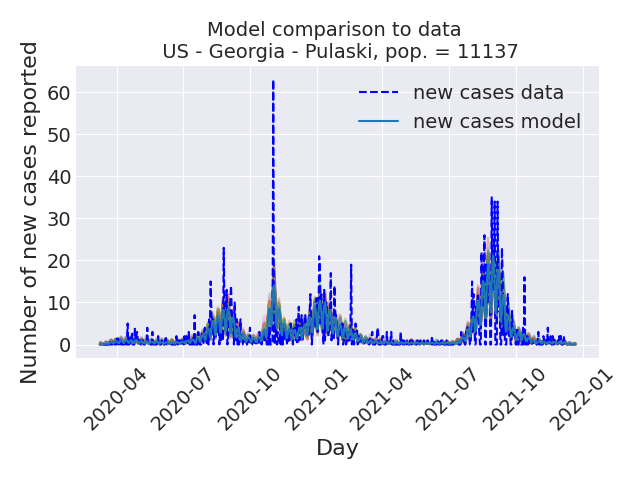 Model comparison to data
US - Georgia - Pulaski, pop. = 11137
Number of new cases reported
60
50
40
30
20
10
0
new cases data
new cases model
2020-04
2020-07
2020-10
2021-01
2021-04
2021-07
2021-10
2022-01
Day